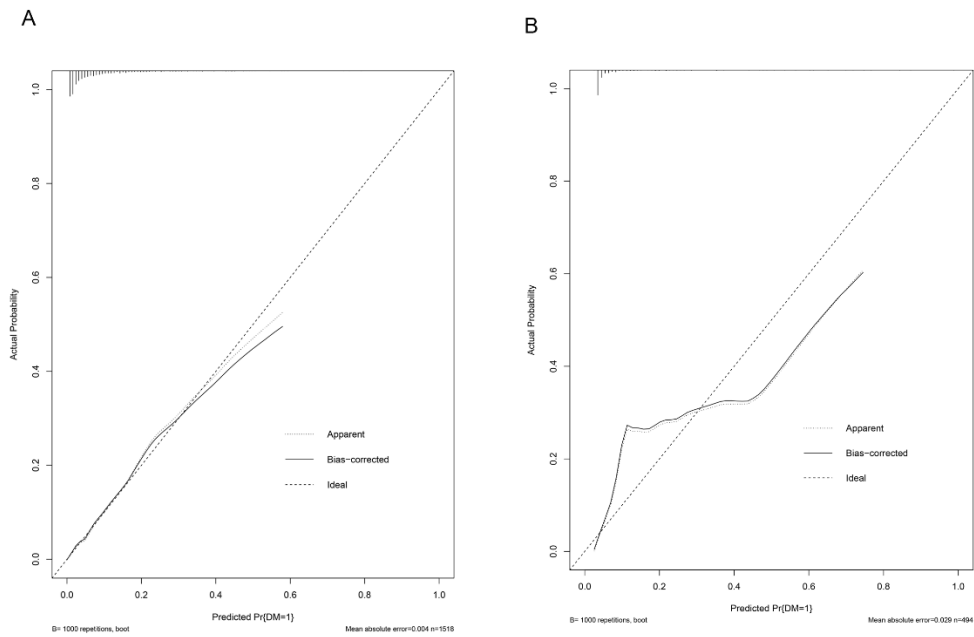 A
1.0
0.8
0.6
0.4
0.2
0.0
Actual Probability
Apparent
Bias-corrected
Ideal
0.0 0.2 0.4 0.6 0.8 1.0
Predicted Pr{DM=1}
B= 1000 repetitions, boot
Mean absolute error=0.004 n=1518
B
1.0
0.8
0.6
0.4
0.2
0.0
Actual Probability
Apparent
Bias-corrected
Ideal
0.0 0.2 0.4 0.6 0.8 1.0
Predicted Pr{DM=1}
B= 1000 repetitions, boot
Mean absolute error=0.029 n=494